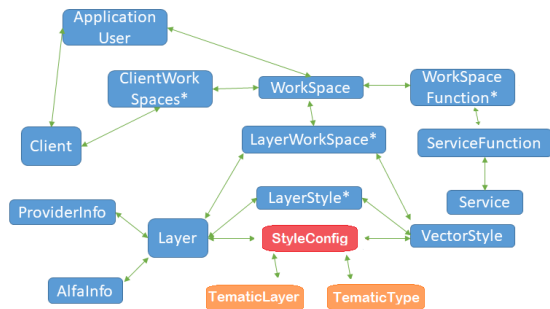 Application
User
ClientWork
Spaces*
WorkSpace
WorkSpace
Function*
Client
LayerWorkSpace*
ServiceFunction
LayerStyle*
Service
ProviderInfo
Layer
StyleConfig
VectorStyle
AlfaInfo
TematicLayer
TematicType